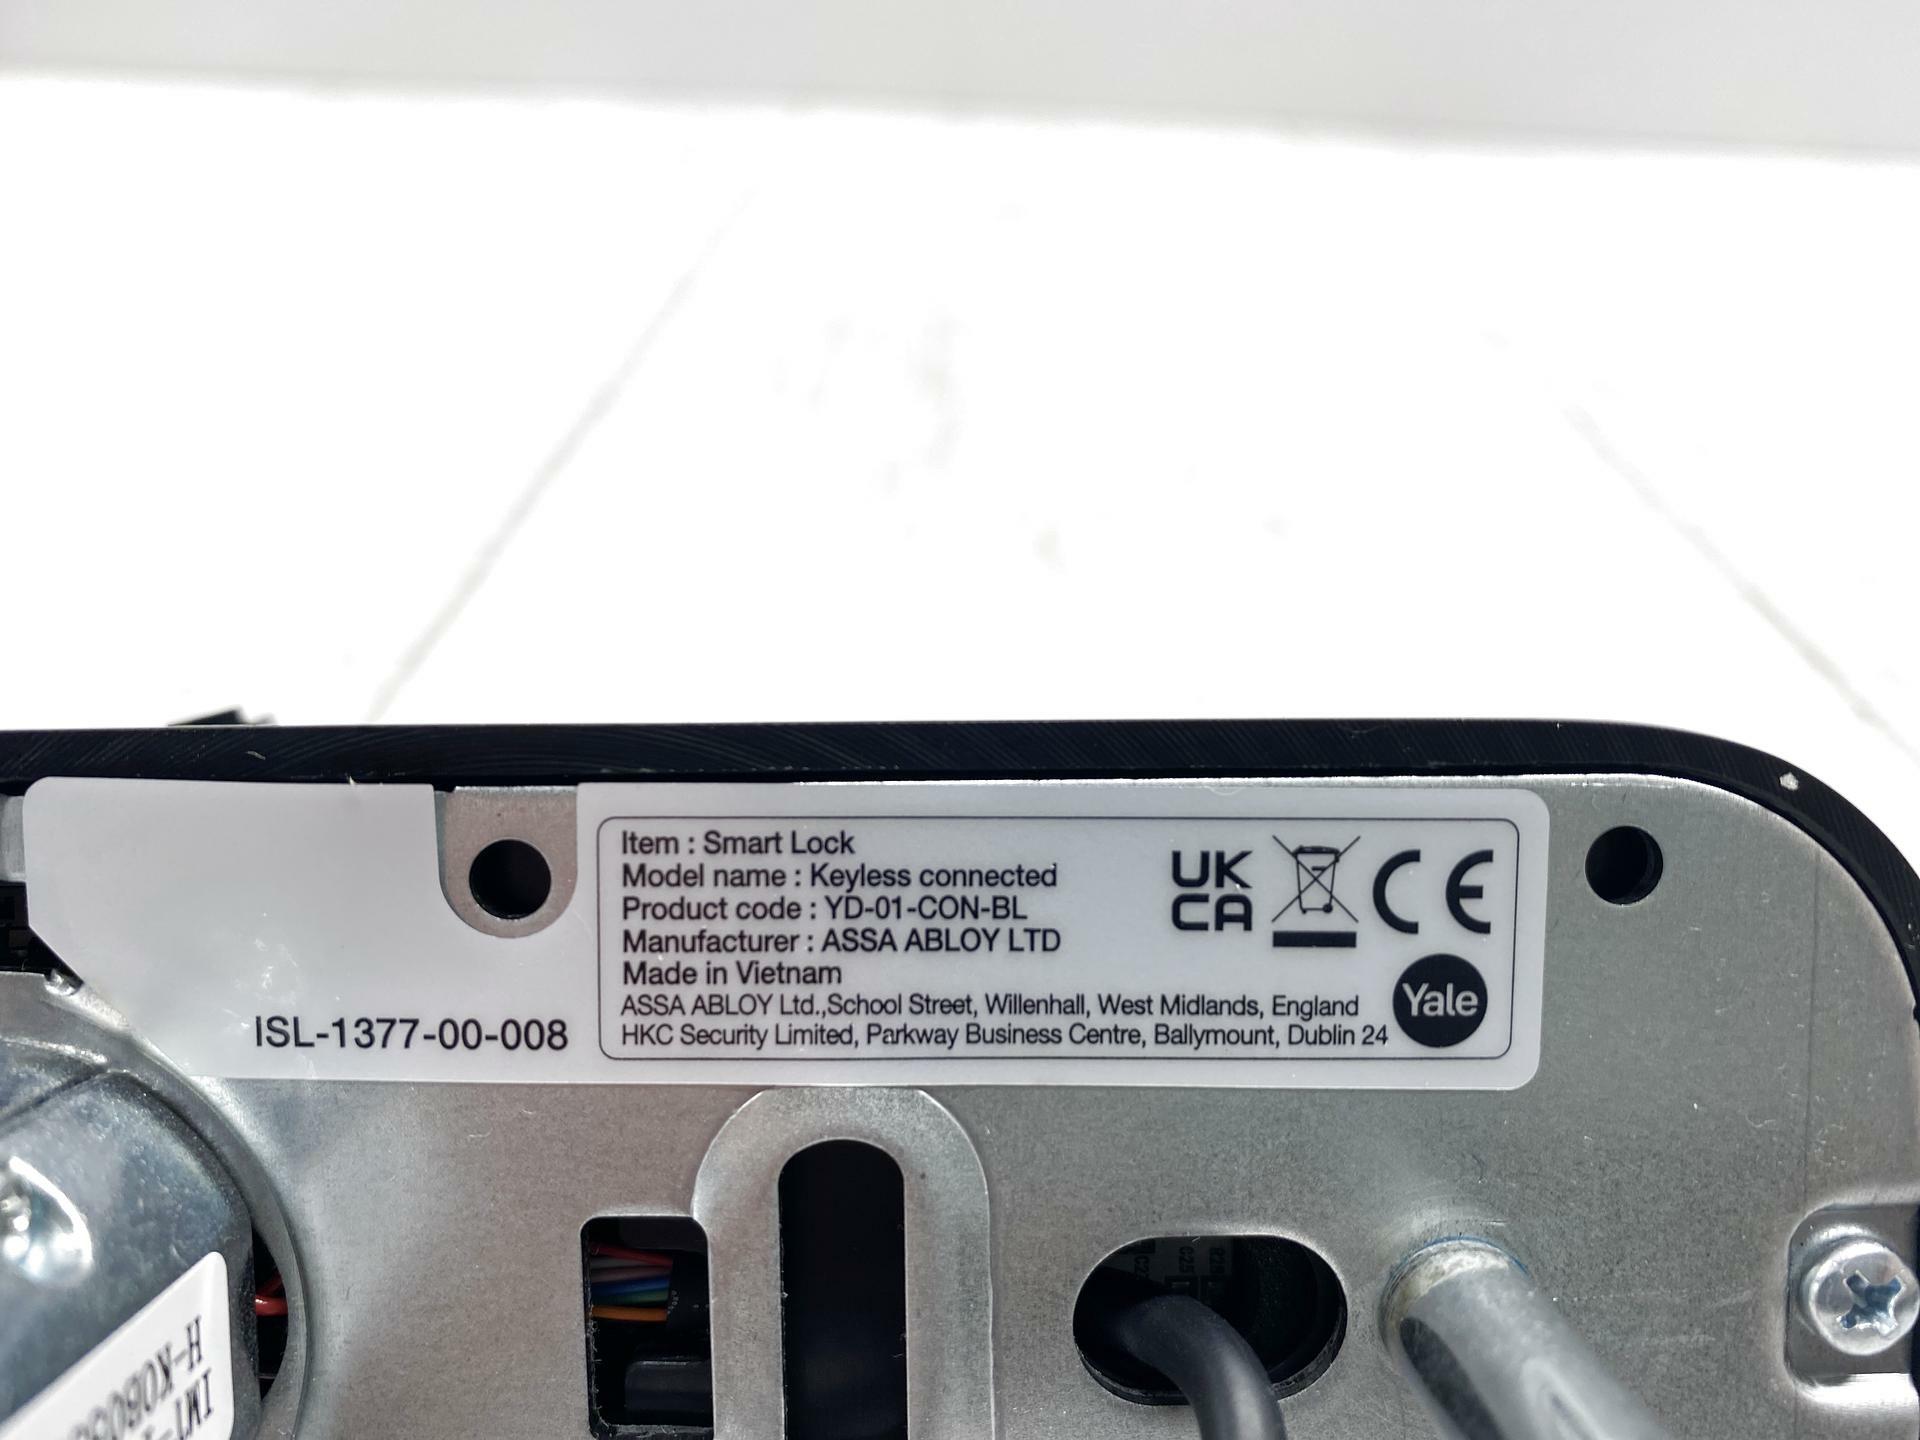 Item : Smart Lock
Model name : Keyless connected
Product code : YD-01-CON-BL
Manufacturer : ASSA ABLOY LTD
Made in Vietnam
ASSA ABLOY Ltd.,School Street, Willenhall, West Midlands, England
HKC Security Limited, Parkway Business Centre, Ballymount, Dublin 24
UK
CA
CE
Yale
ISL-1377-00-008